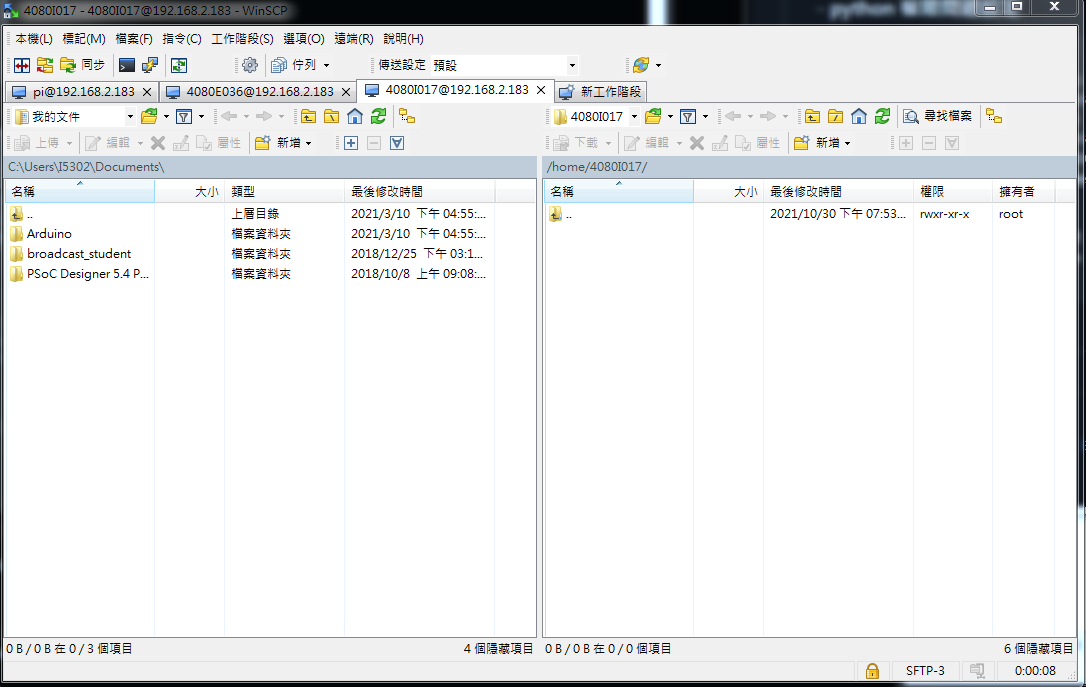 4080I017 - 4080I017@192.168.2.183 - WinSCP
python
本機(L) 標記(M) 檔案(F) 指令(C) 工作階段(S) 選項(O) 遠端(R) 說明(H)
同步 佇列 傳送設定 預設
pi@192.168.2.183 4080E036@192.168.2.183 4080I017@192.168.2.183 新工作階段
我的文件 4080I017 尋找檔案
上傳 編輯 屬性 新增 下載 編輯 屬性 新增
C:\Users\I5302\Documents\ /home/4080I017/
名稱 大小 類型 最後修改時間 名稱 大小 最後修改時間 權限 擁有者
.. 上層目錄 2021/3/10 下午 04:55:... .. 2021/10/30 下午 07:53... rwxr-xr-x root
Arduino 檔案資料夾 2021/3/10 下午 04:55:...
broadcast_student 檔案資料夾 2018/12/25 下午 03:1...
PSoC Designer 5.4 P... 檔案資料夾 2018/10/8 上午 09:08:...
0 B / 0 B 在 0 / 3 個項目 4 個隱藏項目 0 B / 0 B 在 0 / 0 個項目 6 個隱藏項目
SFTP-3 0:00:08